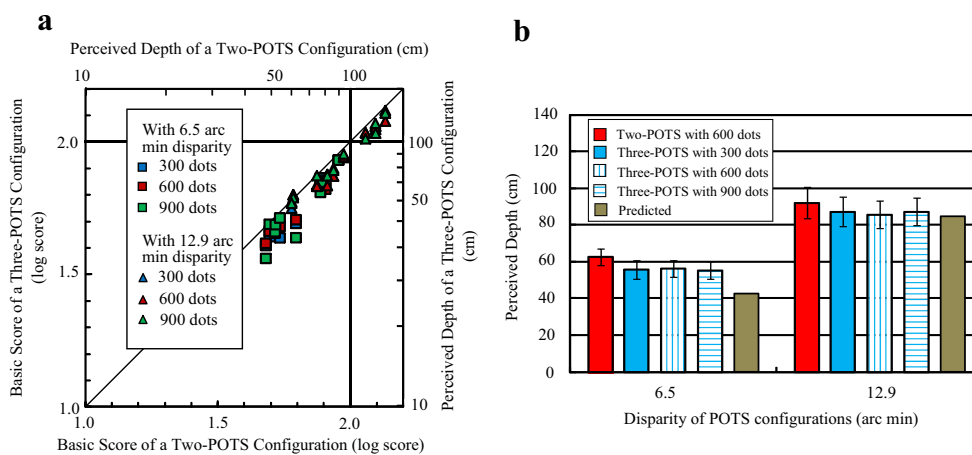 a
Perceived Depth of a Two-POTS Configuration (cm)
10 50 100
Basic Score of a Three-POTS Configuration
(log score)
2.0
1.5
1.0
With 6.5 arc
min disparity
300 dots
600 dots
900 dots
With 12.9 arc
min disparity
300 dots
600 dots
900 dots
100
50
10
Perceived Depth of a Three-POTS Configuration
(cm)
1.0 1.5 2.0
Basic Score of a Two-POTS Configuration (log score)
b
Perceived Depth (cm)
140
120
100
80
60
40
20
0
Two-POTS with 600 dots
Three-POTS with 300 dots
Three-POTS with 600 dots
Three-POTS with 900 dots
Predicted
6.5 12.9
Disparity of POTS configurations (arc min)